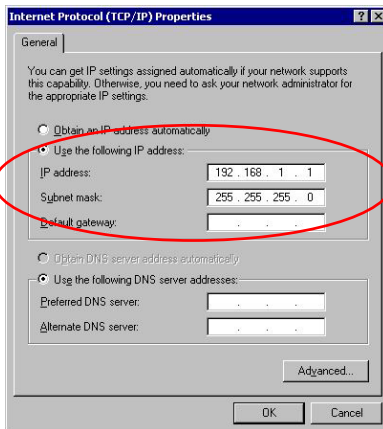 Internet Protocol (TCP/IP) Properties
General
You can get IP settings assigned automatically if your network supports
this capability. Otherwise, you need to ask your network administrator for
the appropriate IP settings.
Obtain an IP address automatically
Use the following IP address:
IP address: 192 . 168 . 1 . 1
Subnet mask: 255 . 255 . 255 . 0
Default gateway: . . .
Obtain DNS server address automatically
Use the following DNS server addresses:
Preferred DNS server: . . .
Alternate DNS server: . . .
Advanced...
OK Cancel